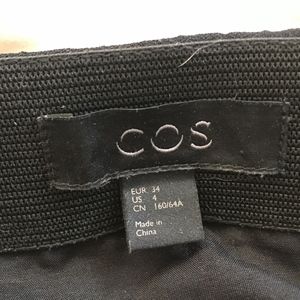 COS
EUR 34
US 4
CN 160/64A
Made in
China